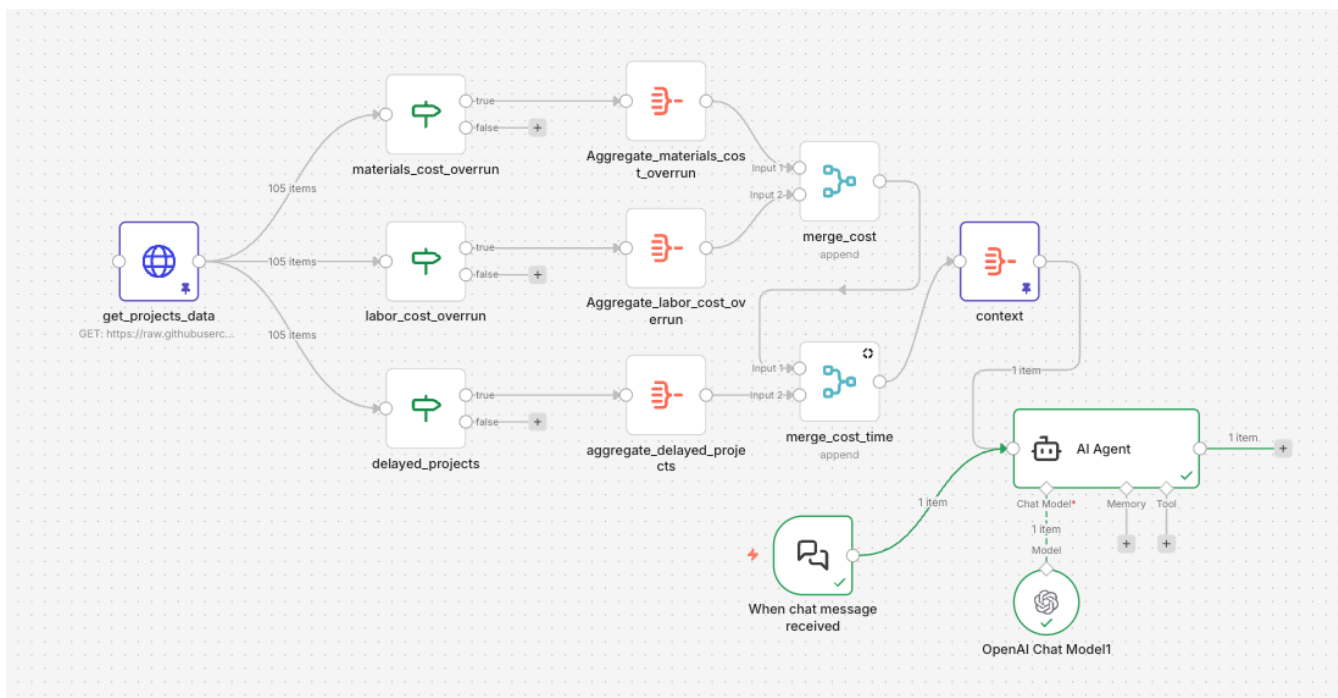 true
false
materials_cost_overrun
Aggregate_materials_cos
t_overrun
Input 1
Input 2
merge_cost
append
105 items
105 items
105 items
get_projects_data
GET: https://raw.githubuserc...
true
false
labor_cost_overrun
Aggregate_labor_cost_ov
errun
context
true
false
delayed_projects
aggregate_delayed_proje
cts
Input 1
Input 2
merge_cost_time
append
1 item
AI Agent
1 item
Chat Model*
Memory
Tool
1 item
Model
1 item
When chat message
received
OpenAI Chat Model1